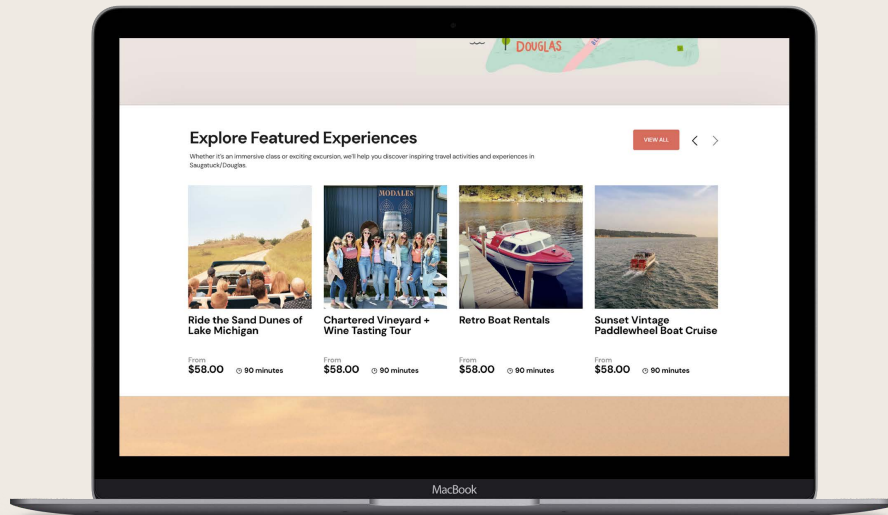 DOUGLAS
Explore Featured Experiences
VIEW ALL
Whether it's an immersive class or exciting excursion, we'll help you discover inspiring travel activities and experiences in
Saugatuck/Douglas.
MODALES
Ride the Sand Dunes of
Lake Michigan
Chartered Vineyard +
Wine Tasting Tour
Retro Boat Rentals
Sunset Vintage
Paddlewheel Boat Cruise
From
$58.00 90 minutes
From
$58.00 90 minutes
From
$58.00 90 minutes
From
$58.00 90 minutes
MacBook